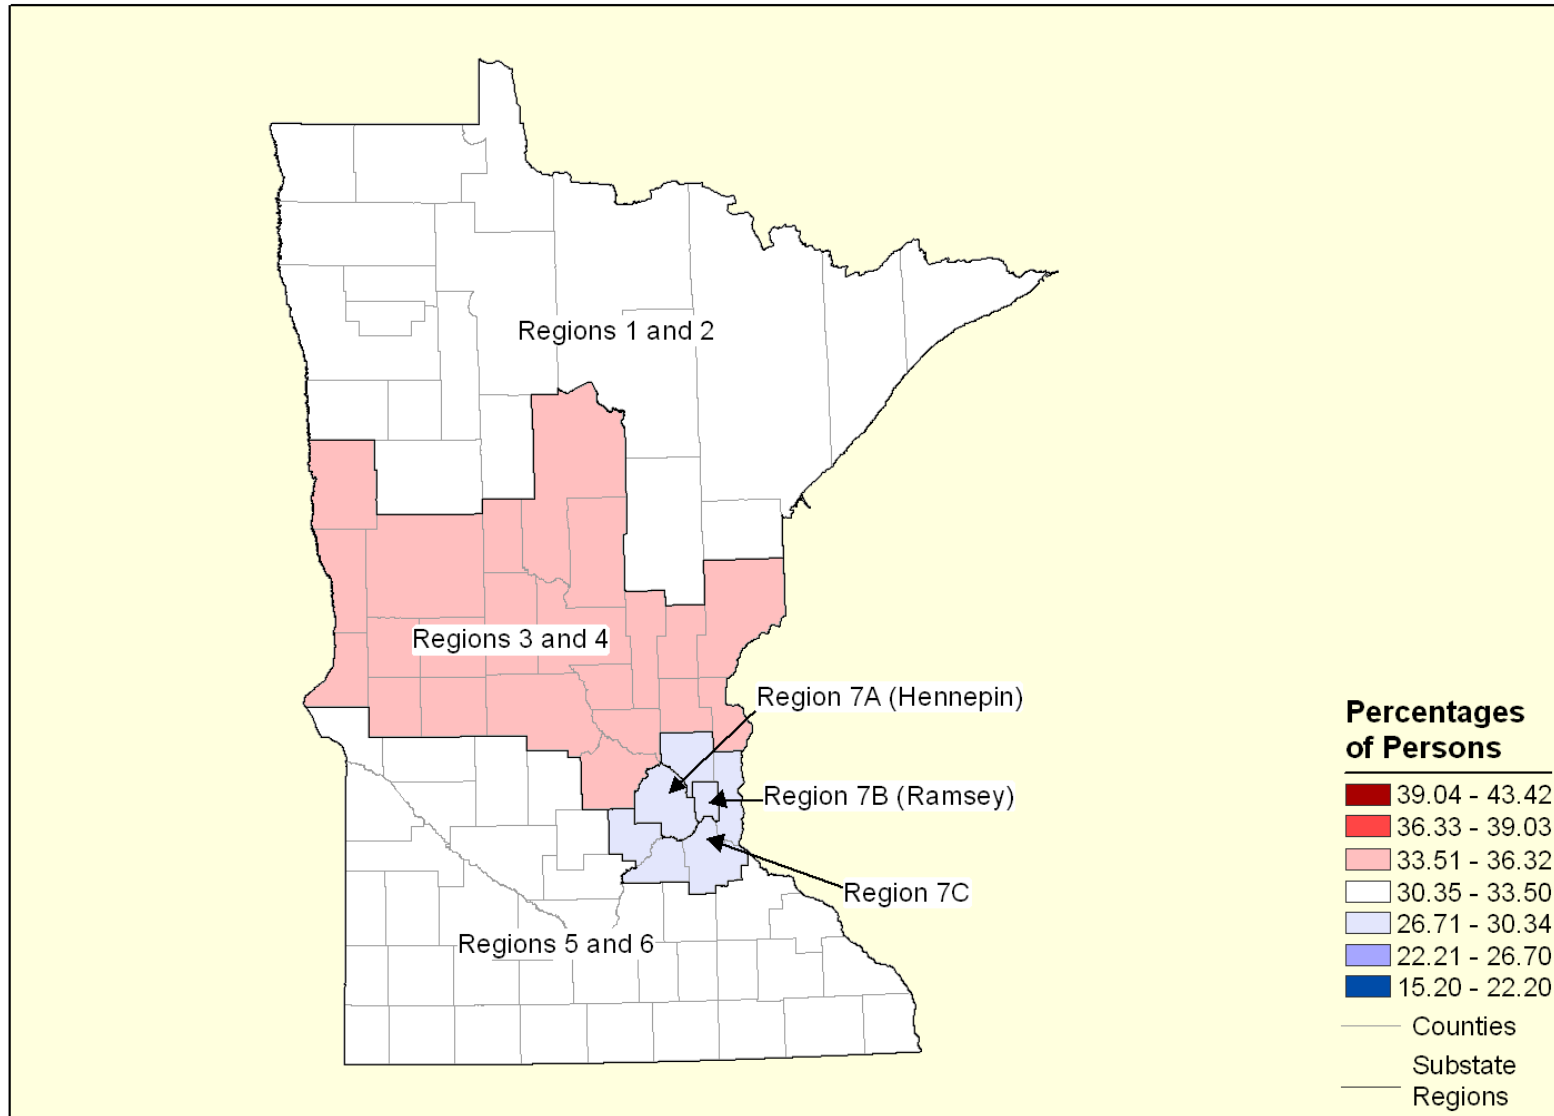 Regions 1 and 2
Regions 3 and 4
Region 7A (Hennepin)
Region 7B (Ramsey)
Region 7C
Regions 5 and 6
Percentages
of Persons
39.04 - 43.42
36.33 - 39.03
33.51 - 36.32
30.35 - 33.50
26.71 - 30.34
22.21 - 26.70
15.20 - 22.20
Counties
Substate
Regions